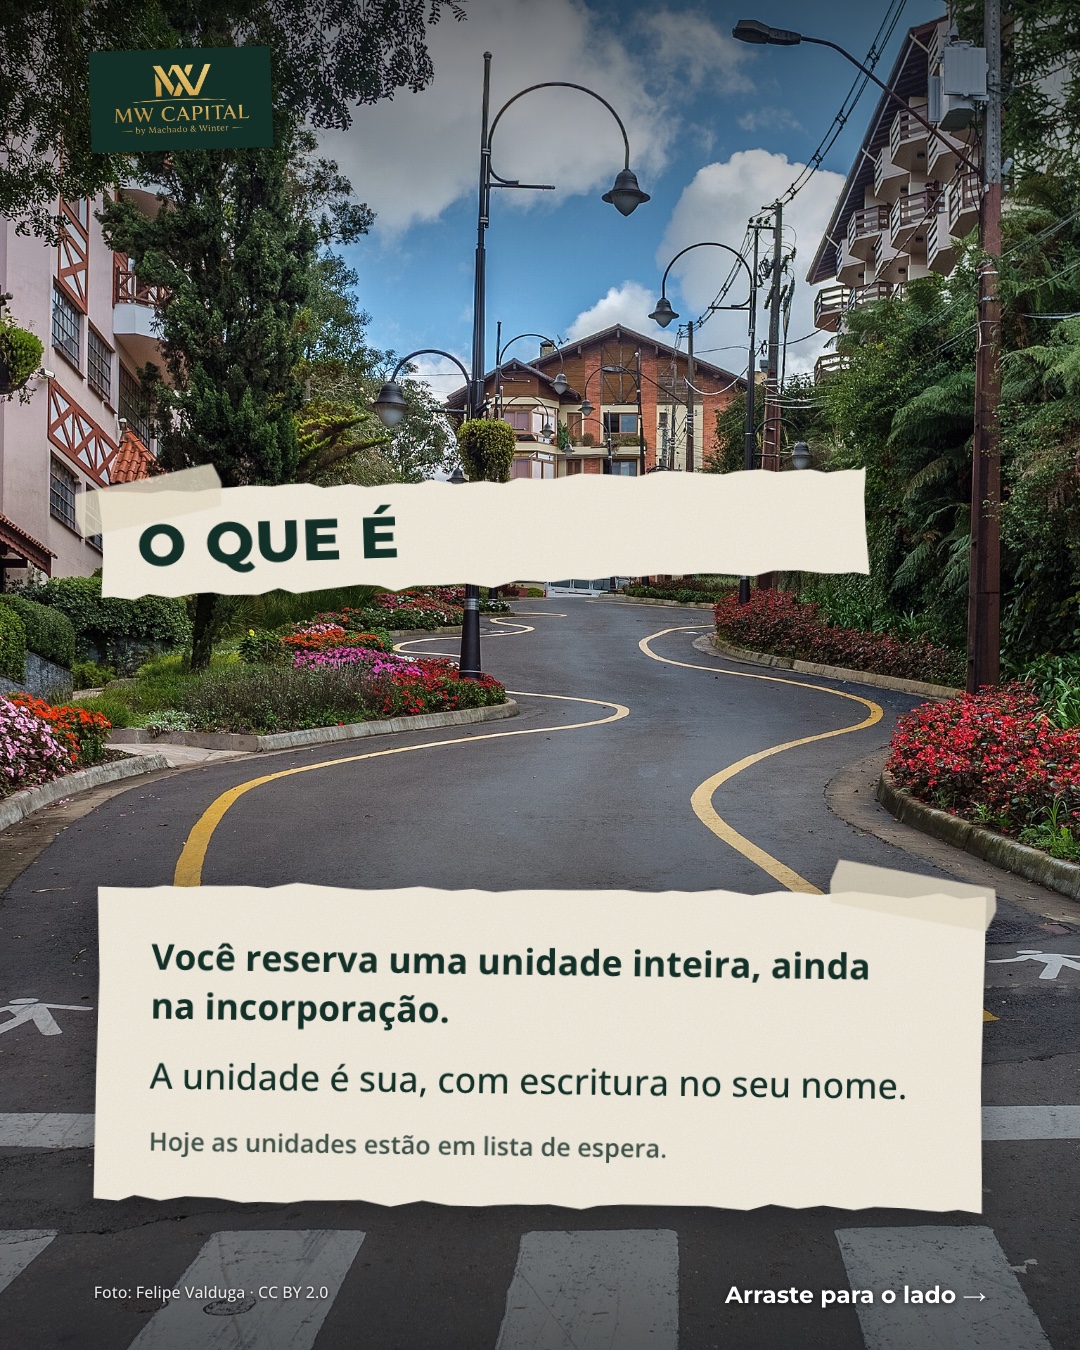 MW CAPITAL
by Machado & Winter
O QUE É
Você reserva uma unidade inteira, ainda
na incorporação.
A unidade é sua, com escritura no seu nome.
Hoje as unidades estão em lista de espera.
Foto: Felipe Valduga · CC BY 2.0
Arraste para o lado →